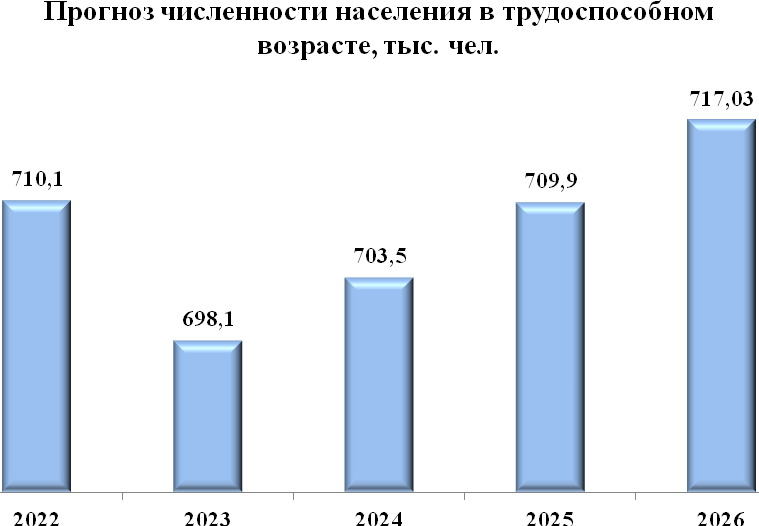 Прогноз численности населения в трудоспособном
возрасте, тыс. чел.
717,03
710,1
709,9
703,5
698,1
2022 2023 2024 2025 2026